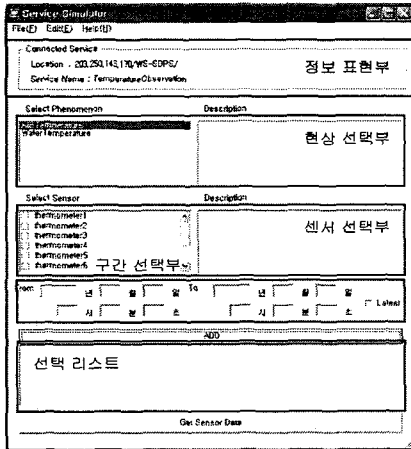 Service Simulator
File(F) Edit(E) Help(H)
Connected Service
Location : 203,250,143,170/WS-SDPS/
Service Name : TemperatureObservation
정보 표현부
Select Phenomenon Description
WaterTemperature
현상 선택부
Select Sensor Description
thermometer1
thermometer2
thermometer3
thermometer4
thermometer5
thermometer6
센서 선택부
구간 선택부
From 년 월 일 To 년 월 일
시 분 초 시 분 초
Latest
ADD
선택 리스트
Get Sensor Data